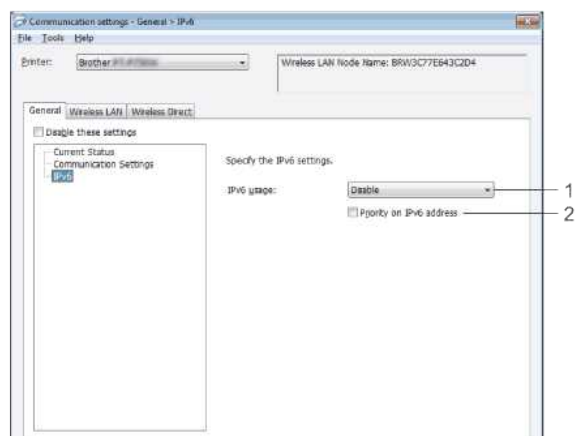 Communication settings - General > IPv6
File Tools Help
Printer: Brother
Wireless LAN Node Name: BRW3C77E643C2D4
General Wireless LAN Wireless Direct
Disable these settings
Current Status
Communication Settings
IPv6
Specify the IPv6 settings.
IPv6 usage: Disable 1
Priority on IPv6 address 2